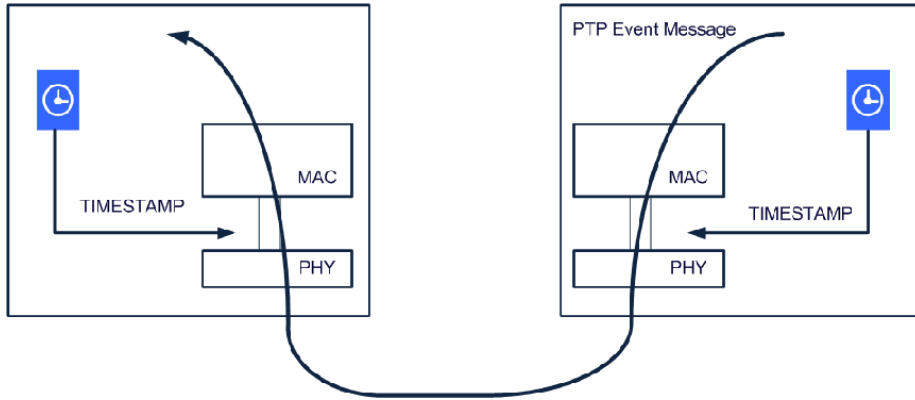 PTP Event Message
MAC
TIMESTAMP
PHY
MAC
TIMESTAMP
PHY